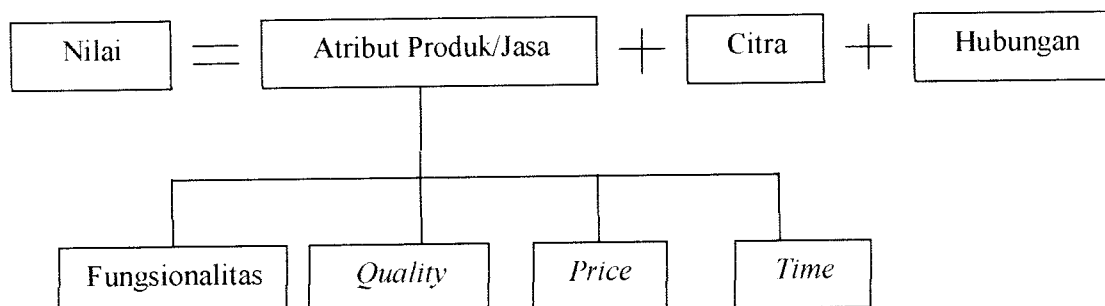 Nilai = Atribut Produk/Jasa + Citra + Hubungan
Fungsionalitas Quality Price Time